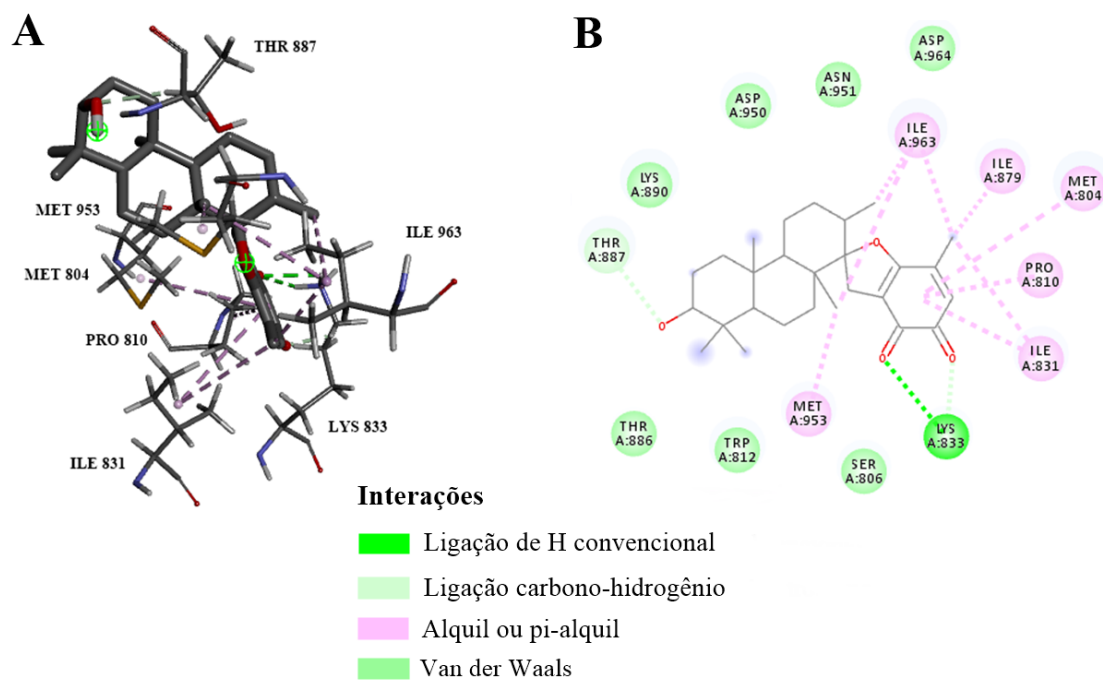 A
THR 887
MET 953
MET 804
ILE 963
PRO 810
LYS 833
ILE 831
B
ASP
A:964
ASN
A:951
ASP
A:950
ILE
A:963
ILE
A:879
MET
A:804
LYS
A:890
THR
A:887
O
PRO
A:810
O
ILE
A:831
O
O
MET
A:953
LYS
A:833
THR
A:886
TRP
A:812
SER
A:806
Interações
Ligação de H convencional
Ligação carbono-hidrogênio
Alquil ou pi-alquil
Van der Waals